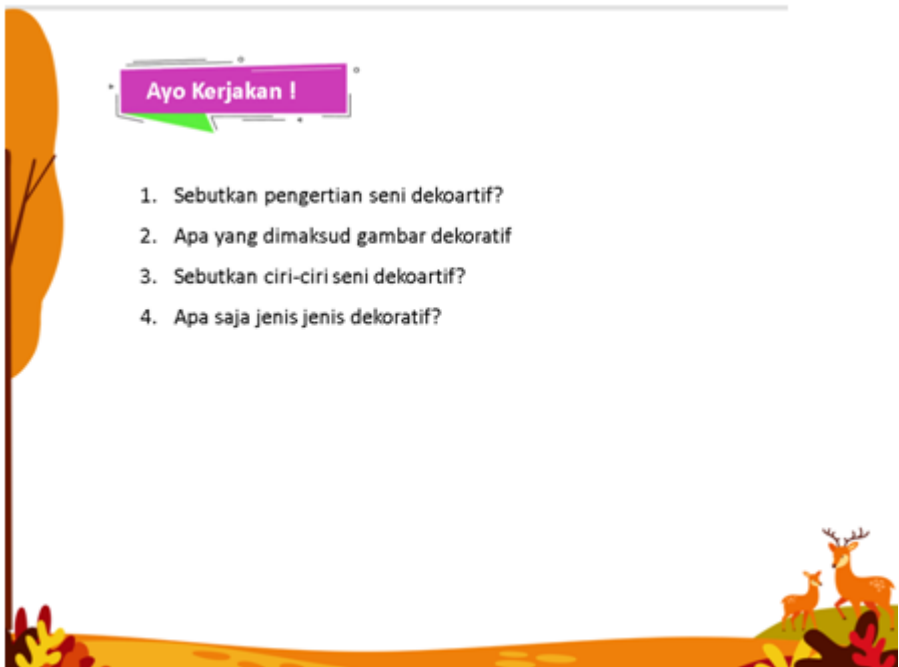 Ayo Kerjakan !
1. Sebutkan pengertian seni dekoartif?
2. Apa yang dimaksud gambar dekoratif
3. Sebutkan ciri-ciri seni dekoartif?
4. Apa saja jenis jenis dekoratif?